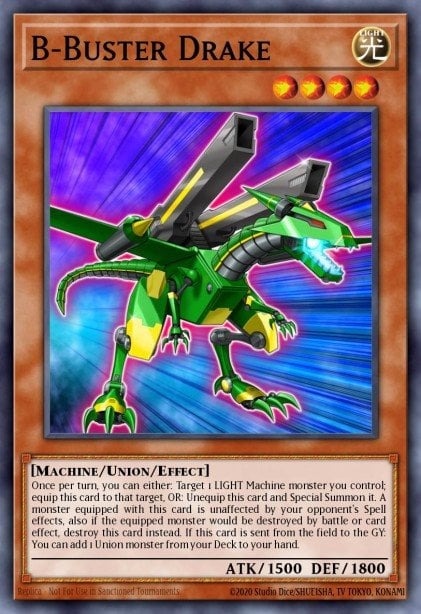 B-Buster Drake
LIGHT
光
[Machine/Union/Effect]
Once per turn, you can either: Target 1 LIGHT Machine monster you control;
equip this card to that target, OR: Unequip this card and Special Summon it. A
monster equipped with this card is unaffected by your opponent's Spell
effects, also if the equipped monster would be destroyed by battle or card
effect, destroy this card instead. If this card is sent from the field to the GY:
You can add 1 Union monster from your Deck to your hand.
ATK/1500 DEF/1800
Replica - Not For Use in Sanctioned Tournaments
©2020 Studio Dice/SHUEISHA, TV TOKYO, KONAMI